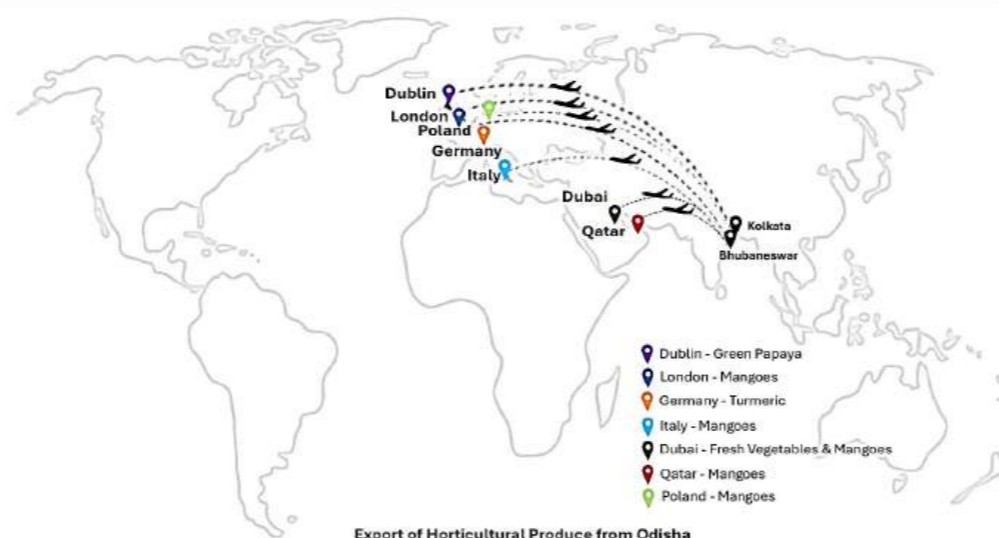 Dublin
London
Poland
Germany
Italy
Dubai
Qatar
Kolkata
Bhubaneswar
Dublin - Green Papaya
London - Mangoes
Germany - Turmeric
Italy - Mangoes
Dubai - Fresh Vegetables & Mangoes
Qatar - Mangoes
Poland - Mangoes
Export of Horticultural Produce from Odisha